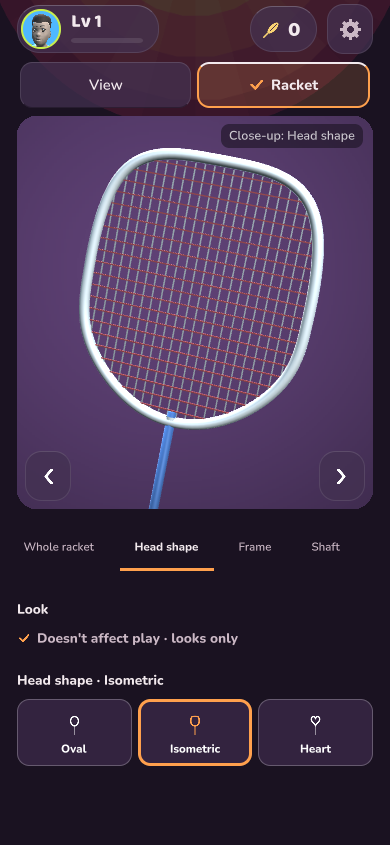 Lv 1
0
View
Racket
Close-up: Head shape
Whole racket
Head shape
Frame
Shaft
Look
Doesn't affect play · looks only
Head shape · Isometric
Oval
Isometric
Heart